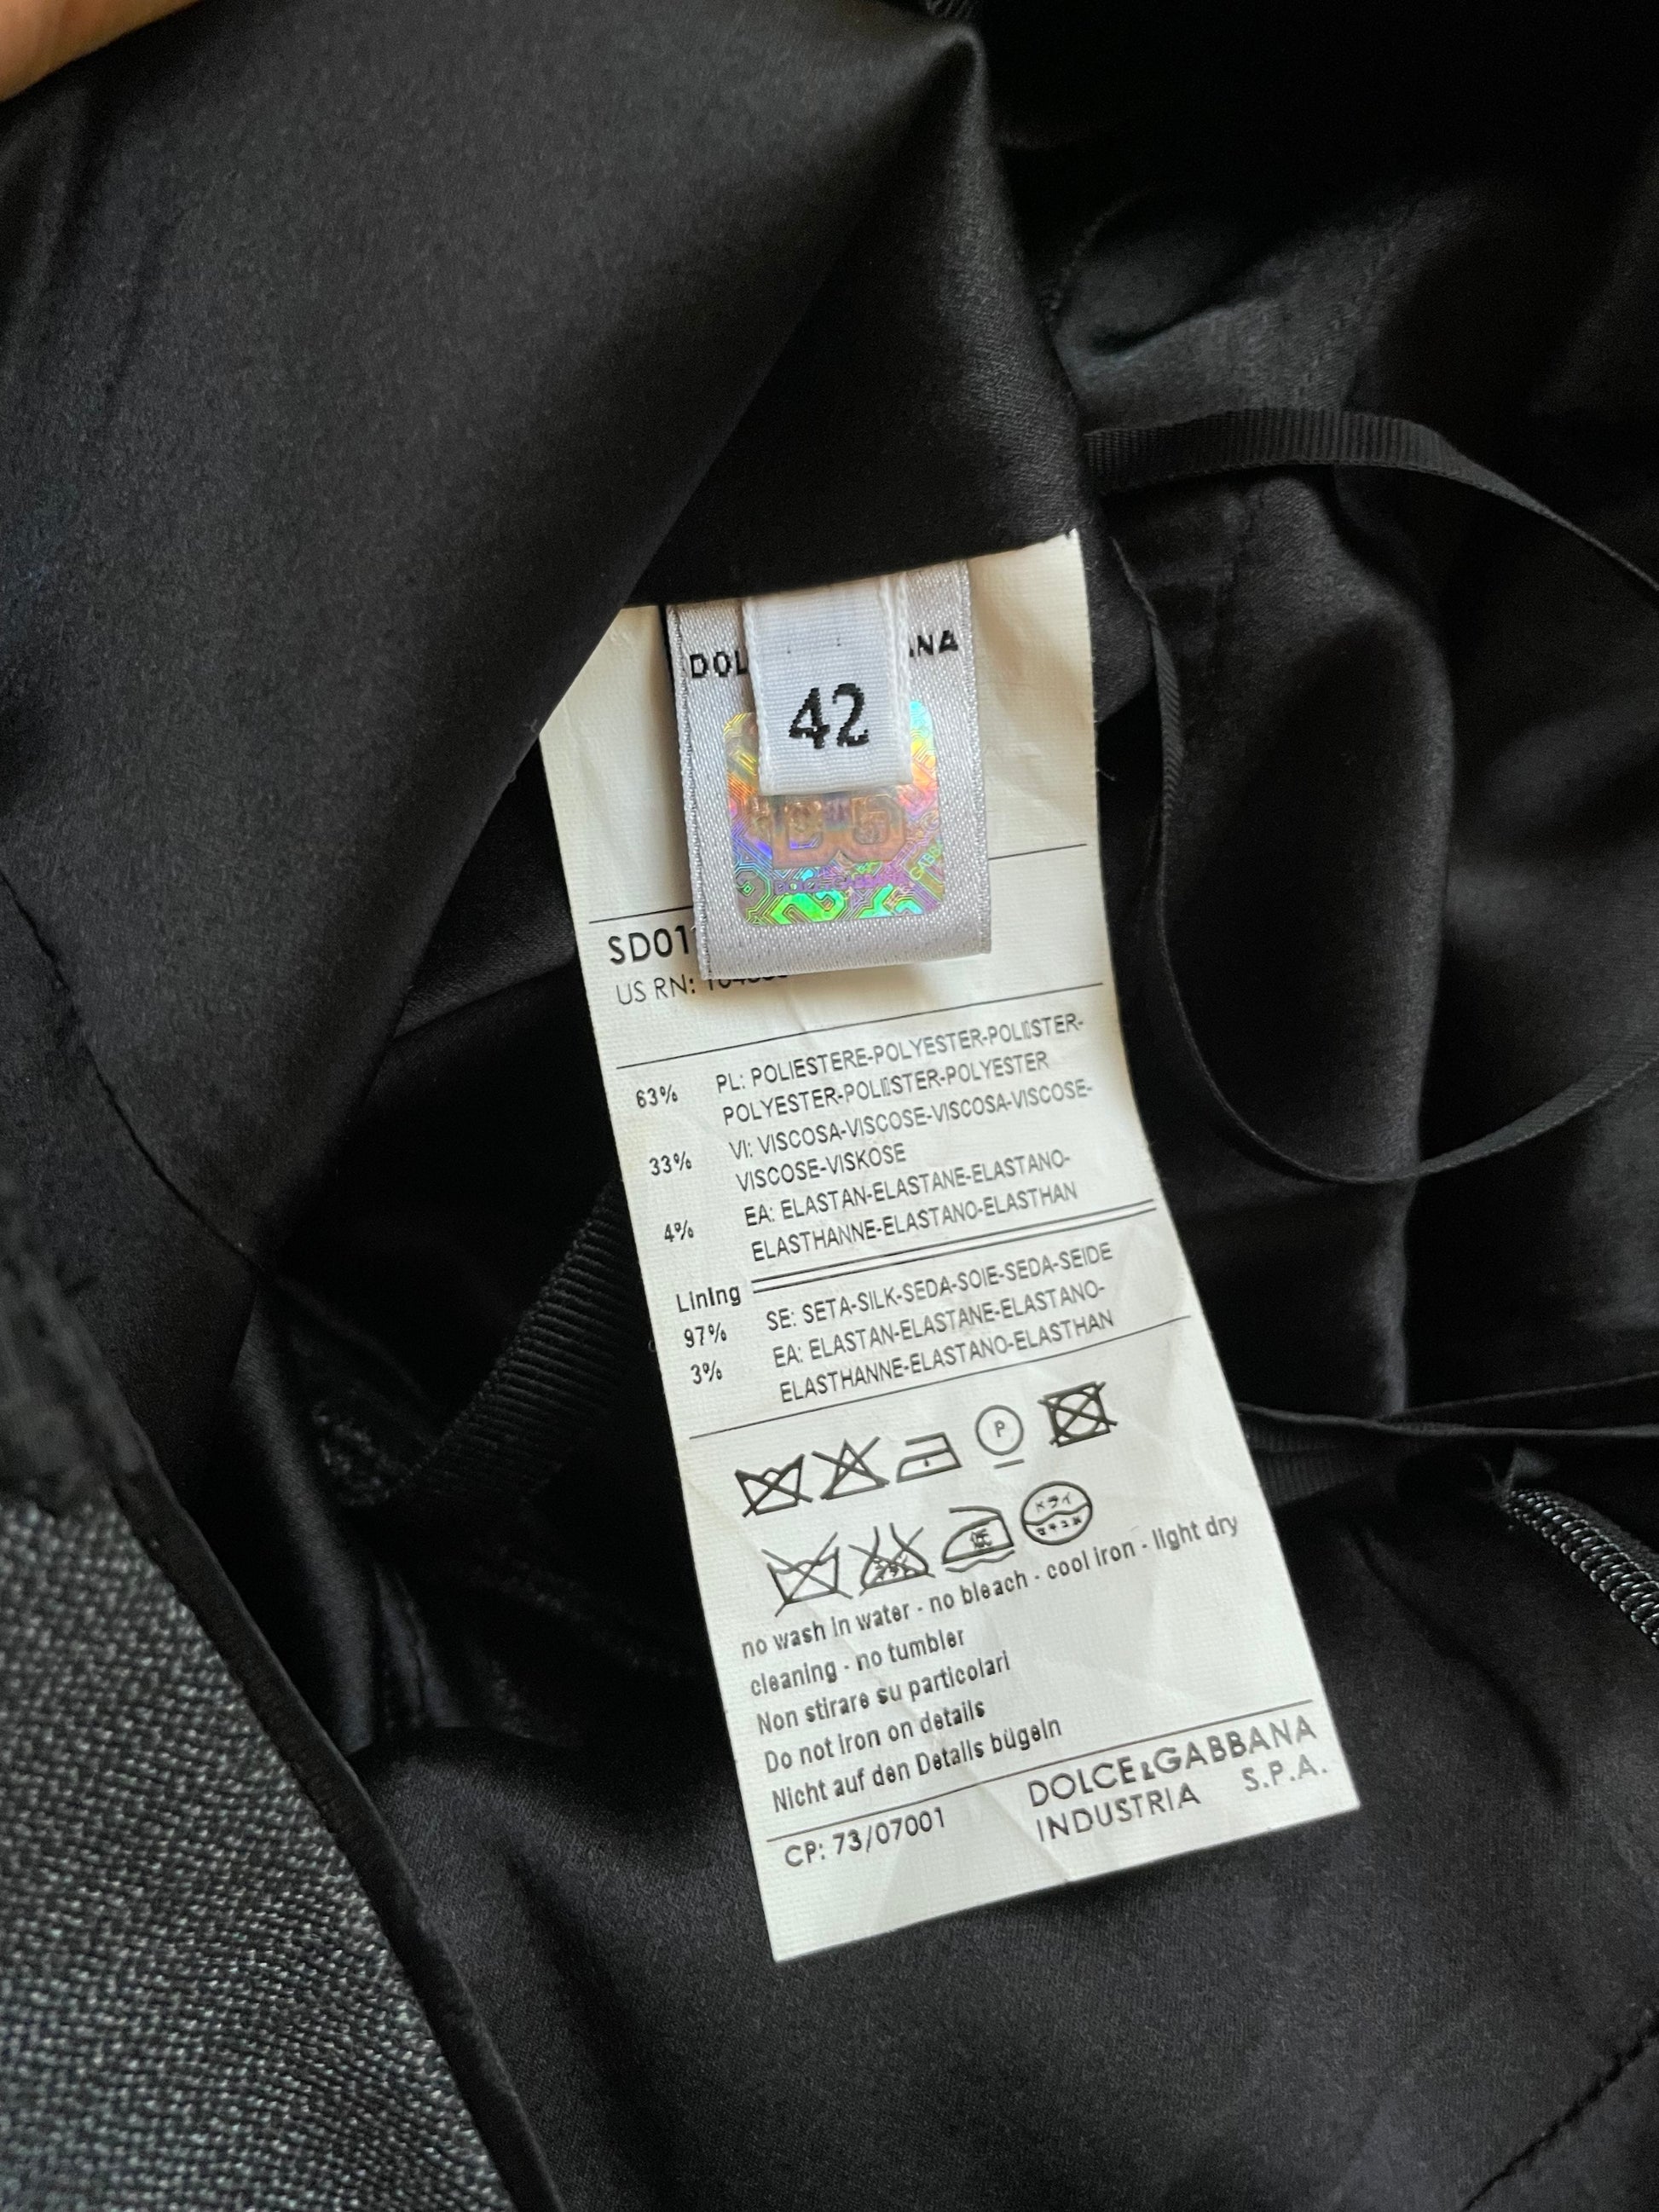 42
SD01
US RN:
63% PL: POLIESTERE-POLYESTER-POLIESTER-
POLYESTER-POLIESTER-POLYESTER
33% VI: VISCOSA-VISCOSE-VISCOSA-VISCOSE-
VISCOSE-VISKOSE
4% EA: ELASTAN-ELASTANE-ELASTANO-
ELASTHANNE-ELASTANO-ELASTHAN
Lining
97% SE: SETA-SILK-SEDA-SOIE-SEDA-SEIDE
3% EA: ELASTAN-ELASTANE-ELASTANO-
ELASTHANNE-ELASTANO-ELASTHAN
P
低 ドライ
no wash in water - no bleach - cool iron - light dry
cleaning - no tumbler
Non stirare su particolari
Do not iron on details
Nicht auf den Details bügeln
CP: 73/07001 DOLCE&GABBANA
INDUSTRIA S.P.A.